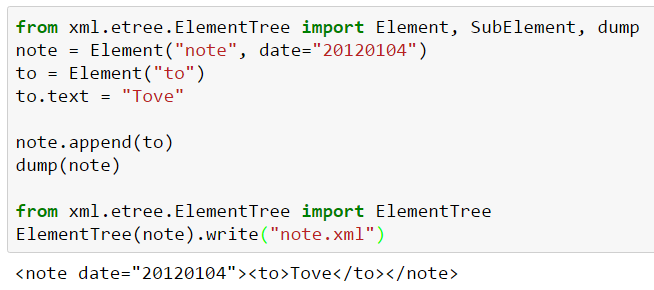 from xml.etree.ElementTree import Element, SubElement, dump
note = Element("note", date="20120104")
to = Element("to")
to.text = "Tove"
note.append(to)
dump(note)
from xml.etree.ElementTree import ElementTree
ElementTree(note).write("note.xml")
<note date="20120104"><to>Tove</to></note>